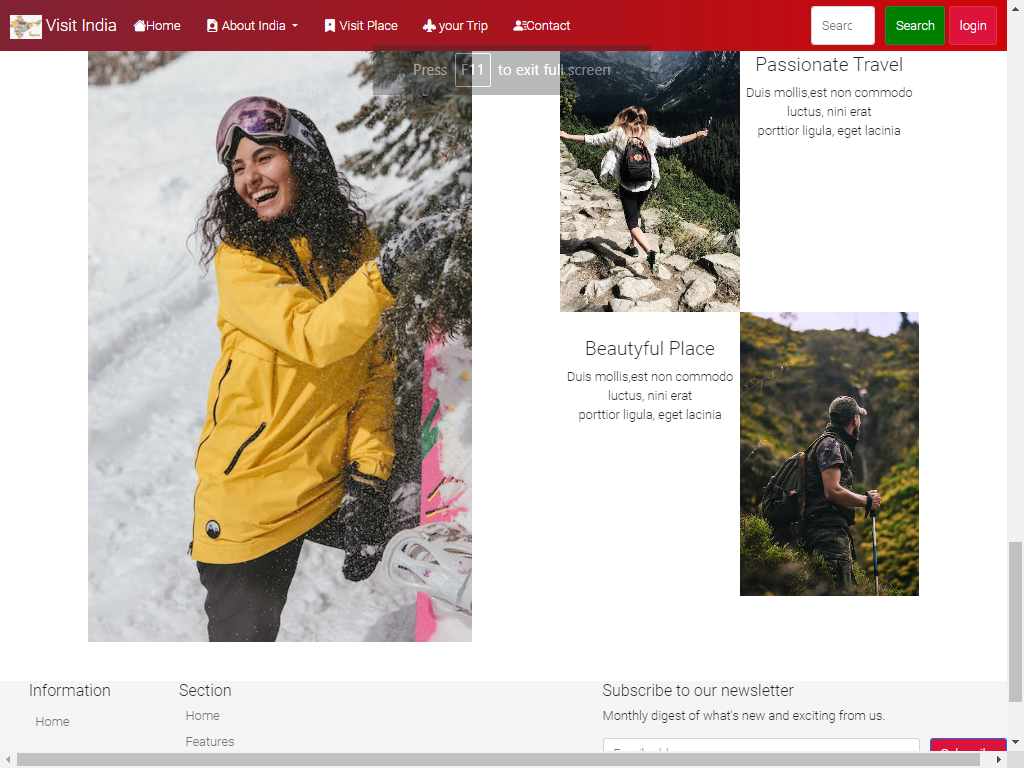 Visit India
Home
About India
Visit Place
your Trip
Contact
Searc
Search
login
Press F11 to exit full screen
Passionate Travel
Duis mollis,est non commodo
luctus, nini erat
porttior ligula, eget lacinia
Beautyful Place
Duis mollis,est non commodo
luctus, nini erat
porttior ligula, eget lacinia
Information
Home
Section
Home
Features
Subscribe to our newsletter
Monthly digest of what's new and exciting from us.